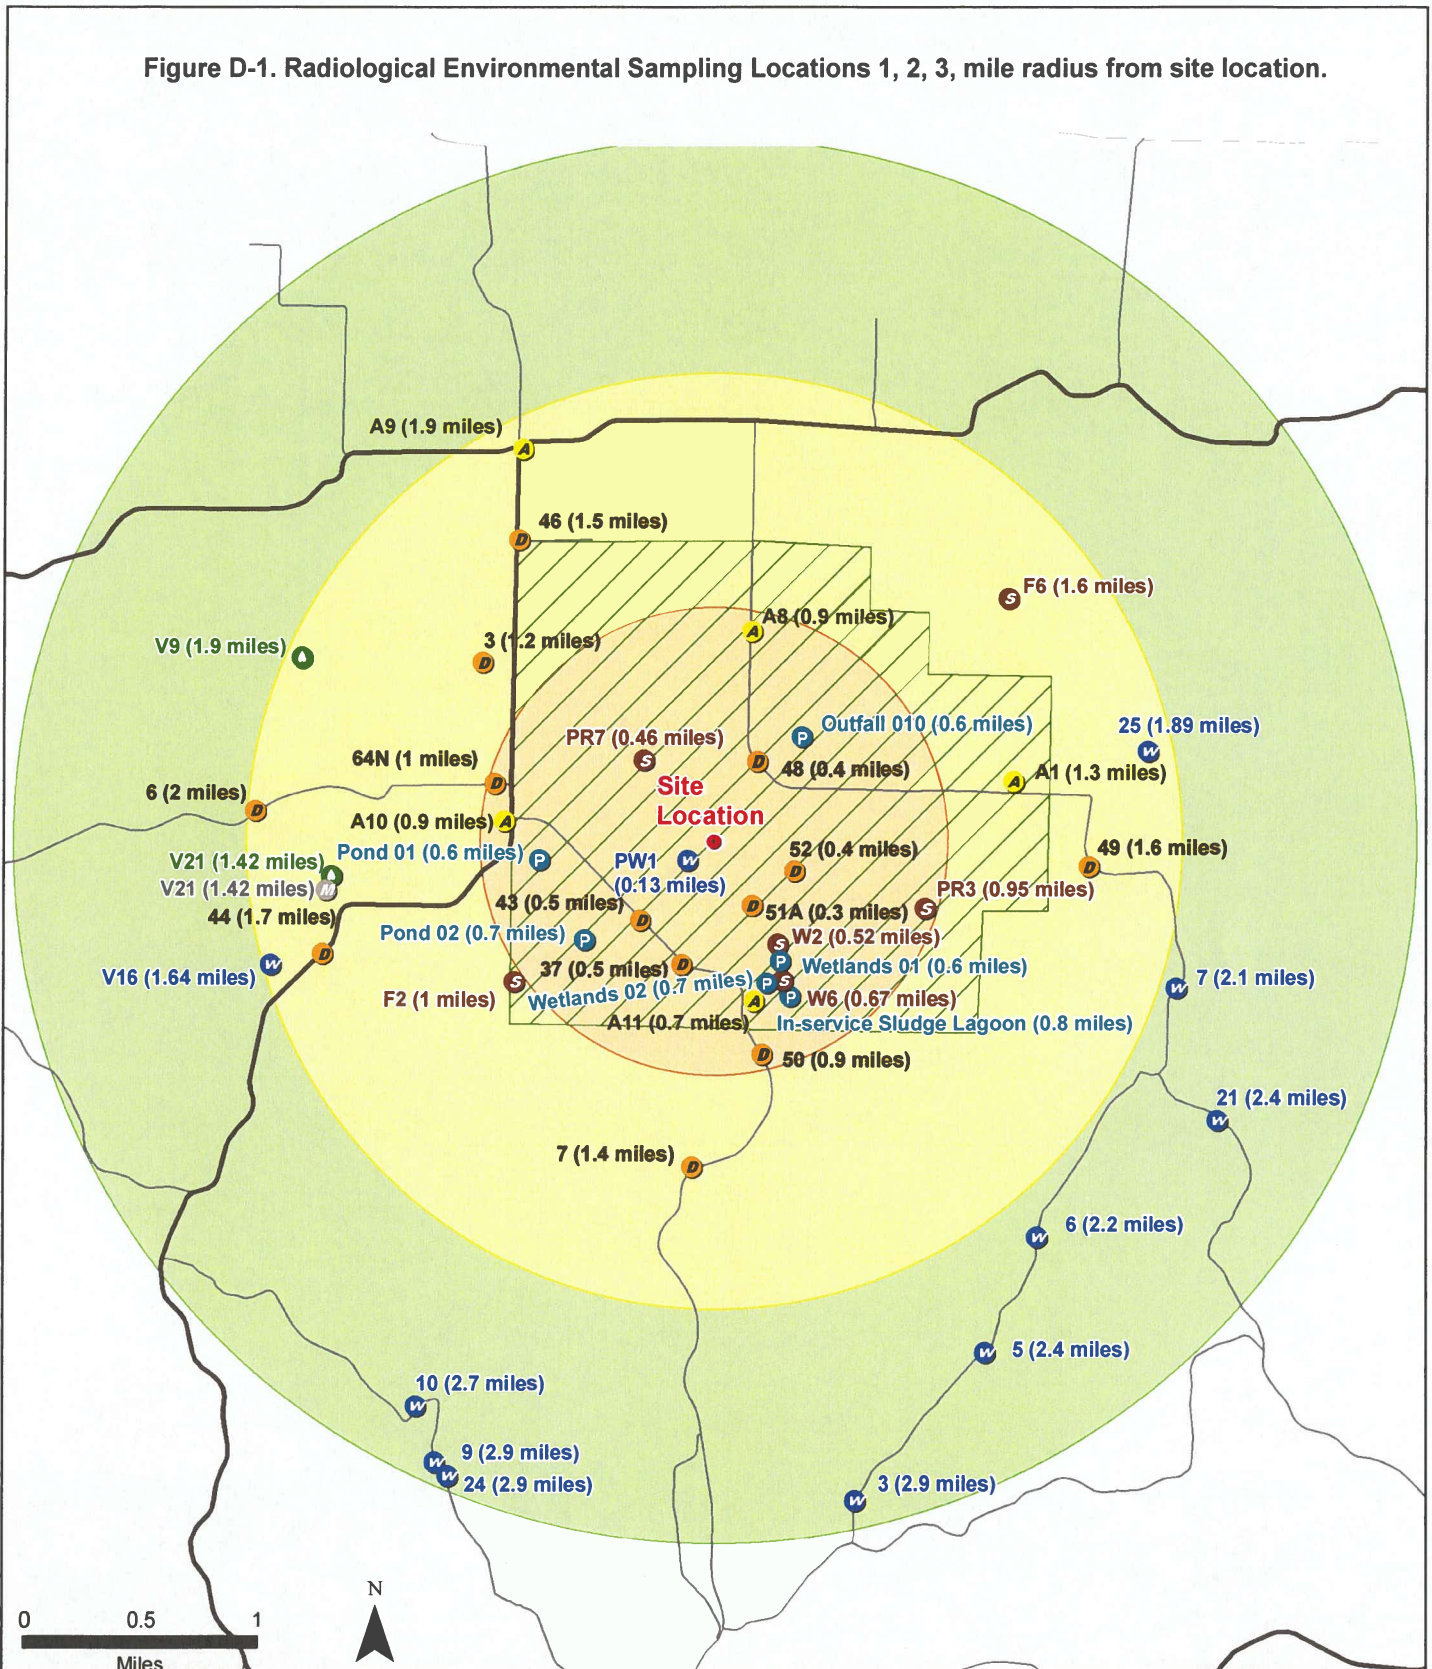 Figure D-1. Radiological Environmental Sampling Locations 1, 2, 3, mile radius from site location.
A9 (1.9 miles)
A
46 (1.5 miles)
D
F6 (1.6 miles)
S
A8 (0.9 miles)
A
3 (1.2 miles)
D
V9 (1.9 miles)
Outfall 010 (0.6 miles)
P
25 (1.89 miles)
W
PR7 (0.46 miles)
S
64N (1 miles)
D
48 (0.4 miles)
D
A1 (1.3 miles)
A
Site
Location
6 (2 miles)
D
A10 (0.9 miles)
A
Pond 01 (0.6 miles)
P
PW1
(0.13 miles)
W
52 (0.4 miles)
D
49 (1.6 miles)
D
V21 (1.42 miles)
V21 (1.42 miles)
M
PR3 (0.95 miles)
S
43 (0.5 miles)
D
51A (0.3 miles)
D
44 (1.7 miles)
D
Pond 02 (0.7 miles)
P
W2 (0.52 miles)
S
V16 (1.64 miles)
W
37 (0.5 miles)
D
Wetlands 01 (0.6 miles)
P
7 (2.1 miles)
W
F2 (1 miles)
S
Wetlands 02 (0.7 miles)
P
S
W6 (0.67 miles)
P
A
A11 (0.7 miles)
In-service Sludge Lagoon (0.8 miles)
50 (0.9 miles)
D
21 (2.4 miles)
W
7 (1.4 miles)
D
6 (2.2 miles)
W
5 (2.4 miles)
W
10 (2.7 miles)
W
9 (2.9 miles)
W
24 (2.9 miles)
W
3 (2.9 miles)
W
N
0 0.5 1
Miles